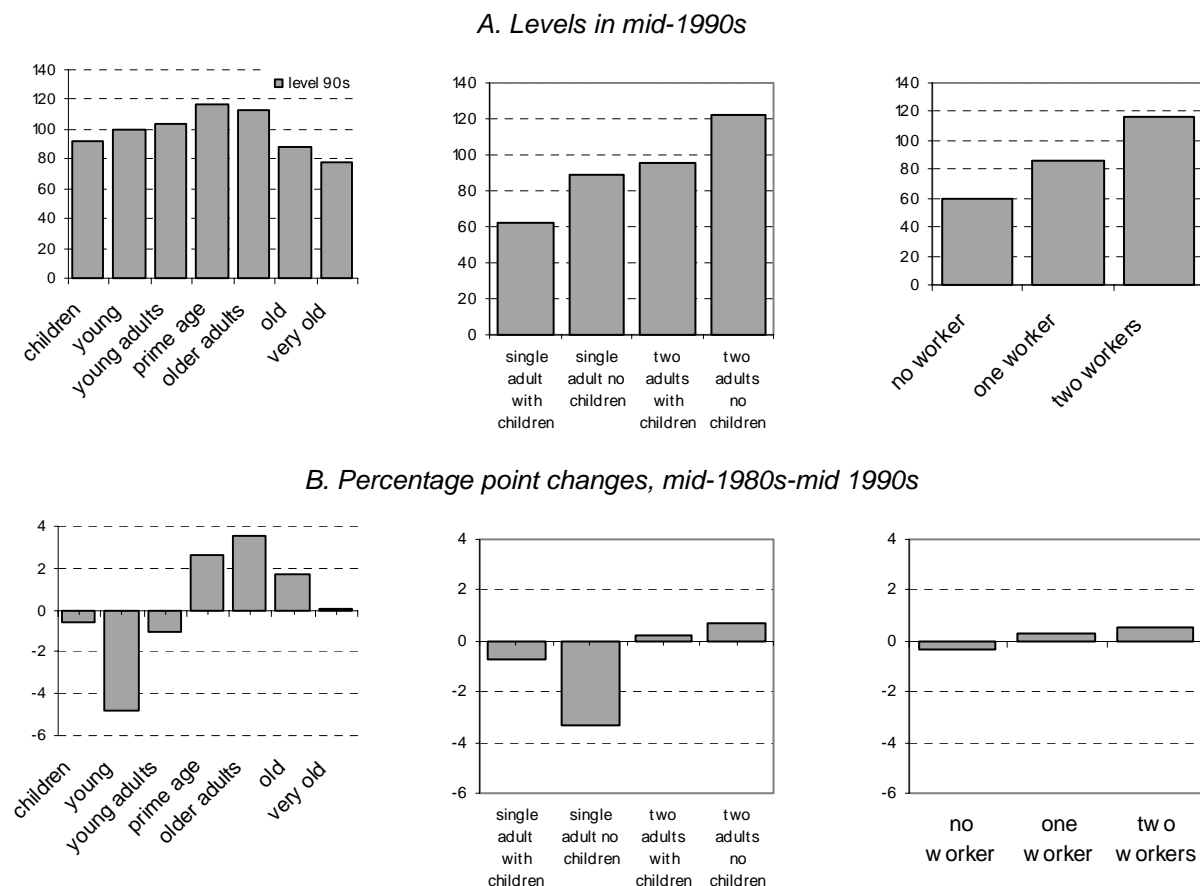 A. Levels in mid-1990s
140
120
100
80
60
40
20
0
level 90s
children
young
young adults
prime age
older adults
old
very old
140
120
100
80
60
40
20
0
single adult with children
single adult no children
two adults with children
two adults no children
140
120
100
80
60
40
20
0
no worker
one worker
two workers
B. Percentage point changes, mid-1980s-mid 1990s
4
2
0
-2
-4
-6
children
young
young adults
prime age
older adults
old
very old
4
2
0
-2
-4
-6
single adult with children
single adult no children
two adults with children
two adults no children
4
2
0
-2
-4
-6
no worker
one worker
two workers